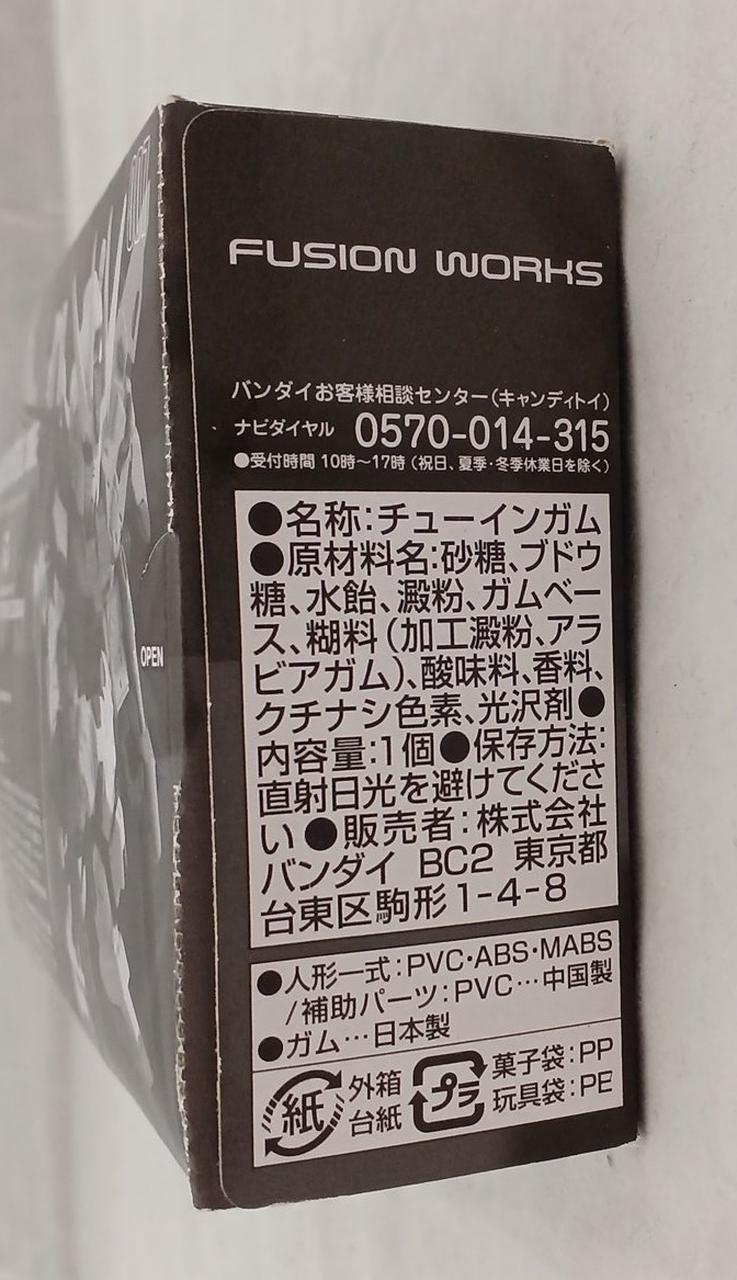 FUSION WORKS
バンダイお客様相談センター(キャンディトイ)
ナビダイヤル 0570-014-315
●受付時間 10時～17時(祝日、夏季・冬季休業日を除く)
●名称:チューインガム
●原材料名:砂糖、ブドウ
糖、水飴、澱粉、ガムベー
ス、糊料(加工澱粉、アラ
ビアガム)、酸味料、香料、
クチナシ色素、光沢剤●
内容量:1個●保存方法:
直射日光を避けてくださ
い●販売者:株式会社
バンダイ BC2 東京都
台東区駒形1-4-8
●人形一式:PVC・ABS・MABS
/補助パーツ:PVC…中国製
●ガム…日本製
紙 外箱
台紙
プラ 菓子袋:PP
玩具袋:PE
OPEN